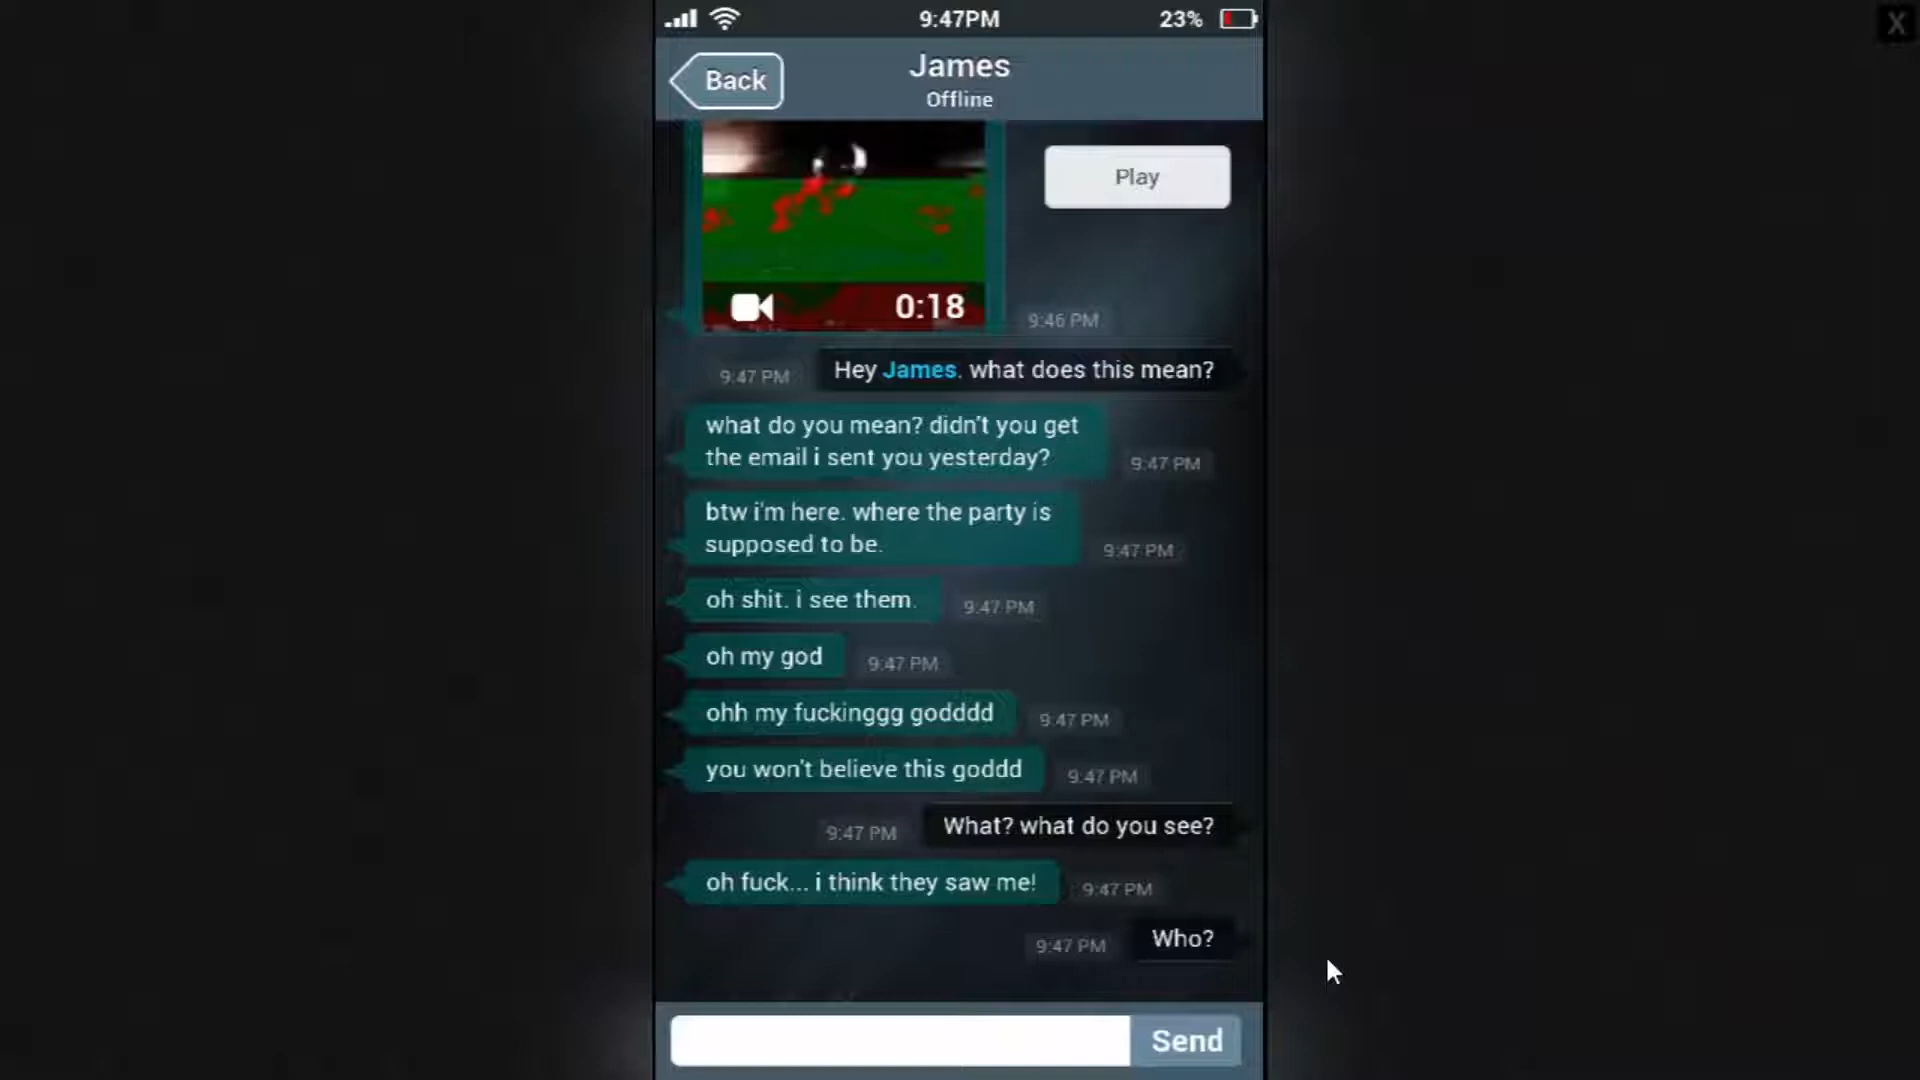 9:47PM
23%
X
Back
James
Offline
Play
0:18
9:46 PM
Hey James. what does this mean?
9:47 PM
what do you mean? didn't you get
the email i sent you yesterday?
9:47 PM
btw i'm here. where the party is
supposed to be.
9:47 PM
oh shit. i see them.
9:47 PM
oh my god
9:47 PM
ohh my fuckinggg godddd
9:47 PM
you won't believe this goddd
9:47 PM
What? what do you see?
9:47 PM
oh fuck... i think they saw me!
9:47 PM
Who?
9:47 PM
Send